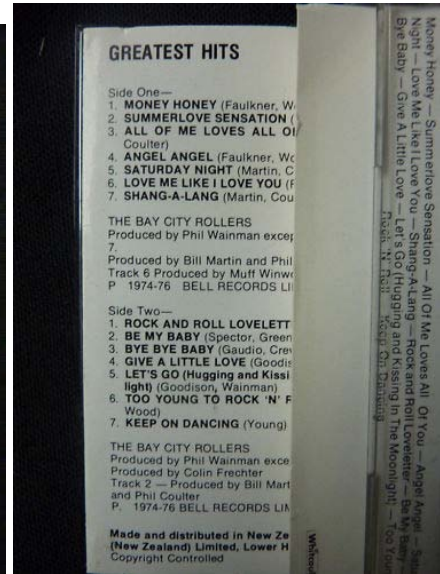 GREATEST HITS
Side One—
1. MONEY HONEY (Faulkner, W
2. SUMMERLOVE SENSATION (
3. ALL OF ME LOVES ALL O
Coulter)
4. ANGEL ANGEL (Faulkner, Wo
5. SATURDAY NIGHT (Martin, C
6. LOVE ME LIKE I LOVE YOU (F
7. SHANG-A-LANG (Martin, Cou
THE BAY CITY ROLLERS
Produced by Phil Wainman excep
7.
Produced by Bill Martin and Phil
Track 6 Produced by Muff Winwo
P 1974-76 BELL RECORDS LI
Side Two—
1. ROCK AND ROLL LOVELETT
2. BE MY BABY (Spector, Green
3. BYE BYE BABY (Gaudio, Crew
4. GIVE A LITTLE LOVE (Goodis
5. LET'S GO (Hugging and Kissi
light) (Goodison, Wainman)
6. TOO YOUNG TO ROCK 'N' R
Wood)
7. KEEP ON DANCING (Young)
THE BAY CITY ROLLERS
Produced by Phil Wainman exce
Produced by Colin Frechter
Track 2 — Produced by Bill Mart
and Phil Coulter
P. 1974-76 BELL RECORDS LIM
Made and distributed in New Ze
(New Zealand) Limited, Lower H
Copyright Controlled
Whitcou
Money Honey — Summerlove Sensation — All Of Me Loves All Of You — Angel Angel — Satu
Night — Love Me Like I Love You — Shang-A-Lang — Rock and Roll Loveletter — Be My Baby —
Bye Baby — Give A Little Love — Let's Go (Hugging and Kissing In The Moonlight) — Too Youn
Rock 'N' Roll — Keep On Dancing